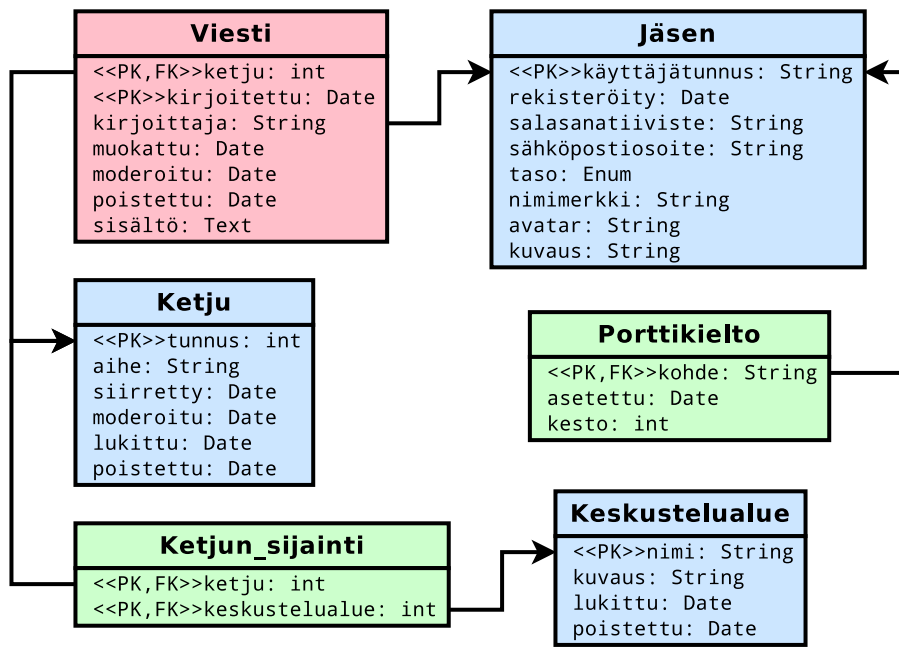 Viesti
<<PK,FK>>ketju: int
<<PK>>kirjoitettu: Date
kirjoittaja: String
muokattu: Date
moderoitu: Date
poistettu: Date
sisältö: Text
Jäsen
<<PK>>käyttäjätunnus: String
rekisteröity: Date
salasanatiiviste: String
sähköpostiosoite: String
taso: Enum
nimimerkki: String
avatar: String
kuvaus: String
Ketju
<<PK>>tunnus: int
aihe: String
siirretty: Date
moderoitu: Date
lukittu: Date
poistettu: Date
Porttikielto
<<PK,FK>>kohde: String
asetettu: Date
kesto: int
Ketjun_sijainti
<<PK,FK>>ketju: int
<<PK,FK>>keskustelualue: int
Keskustelualue
<<PK>>nimi: String
kuvaus: String
lukittu: Date
poistettu: Date